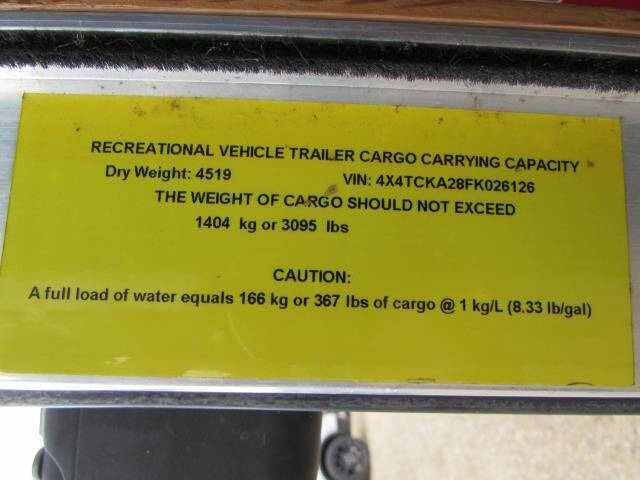 RECREATIONAL VEHICLE TRAILER CARGO CARRYING CAPACITY
Dry Weight: 4519 VIN: 4X4TCKA28FK026126
THE WEIGHT OF CARGO SHOULD NOT EXCEED
1404 kg or 3095 lbs
CAUTION:
A full load of water equals 166 kg or 367 lbs of cargo @ 1 kg/L (8.33 lb/gal)